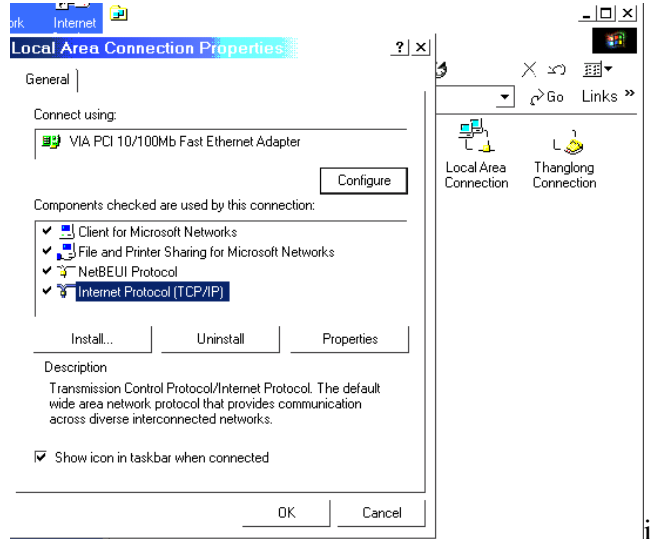 ork Internet
Local Area Connection Properties
General
Connect using:
VIA PCI 10/100Mb Fast Ethernet Adapter
Configure
Components checked are used by this connection:
Client for Microsoft Networks
File and Printer Sharing for Microsoft Networks
NetBEUI Protocol
Internet Protocol (TCP/IP)
Install...
Uninstall
Properties
Description
Transmission Control Protocol/Internet Protocol. The default
wide area network protocol that provides communication
across diverse interconnected networks.
Show icon in taskbar when connected
OK
Cancel
Go Links »
Local Area
Connection
Thanglong
Connection
i